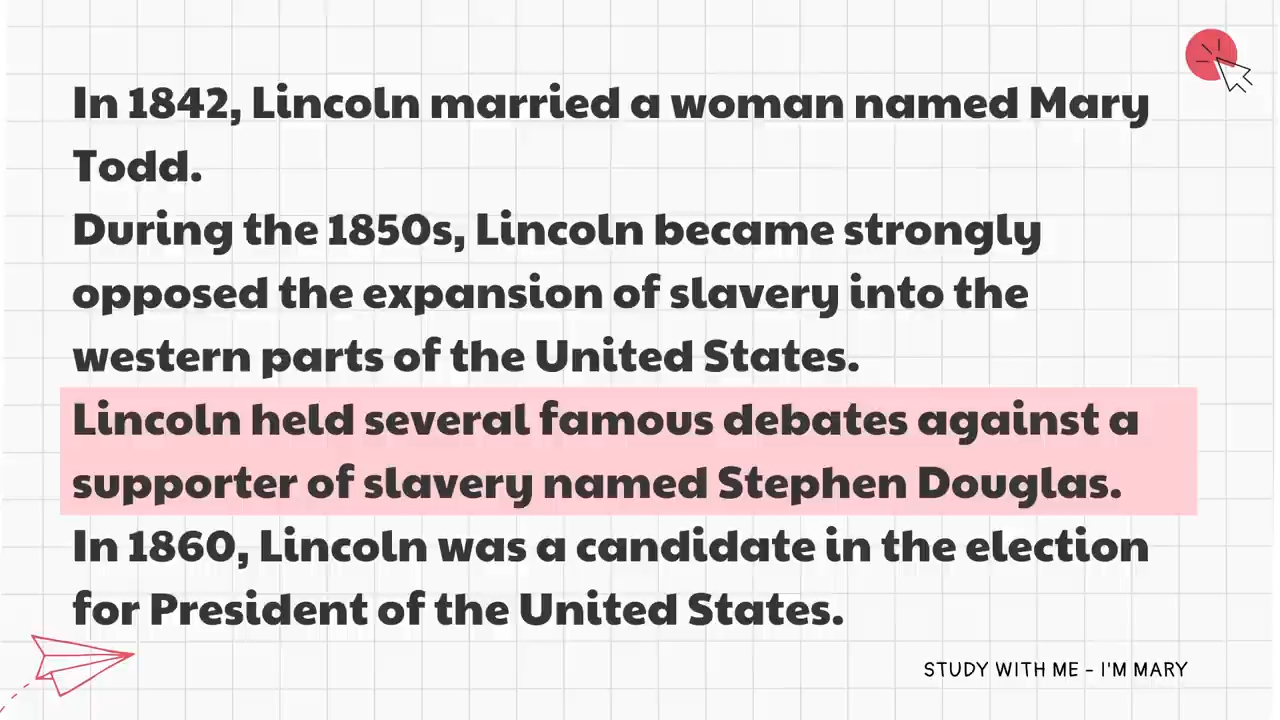 In 1842, Lincoln married a woman named Mary
Todd.
During the 1850s, Lincoln became strongly
opposed the expansion of slavery into the
western parts of the United States.
Lincoln held several famous debates against a
supporter of slavery named Stephen Douglas.
In 1860, Lincoln was a candidate in the election
for President of the United States.
STUDY WITH ME - I'M MARY